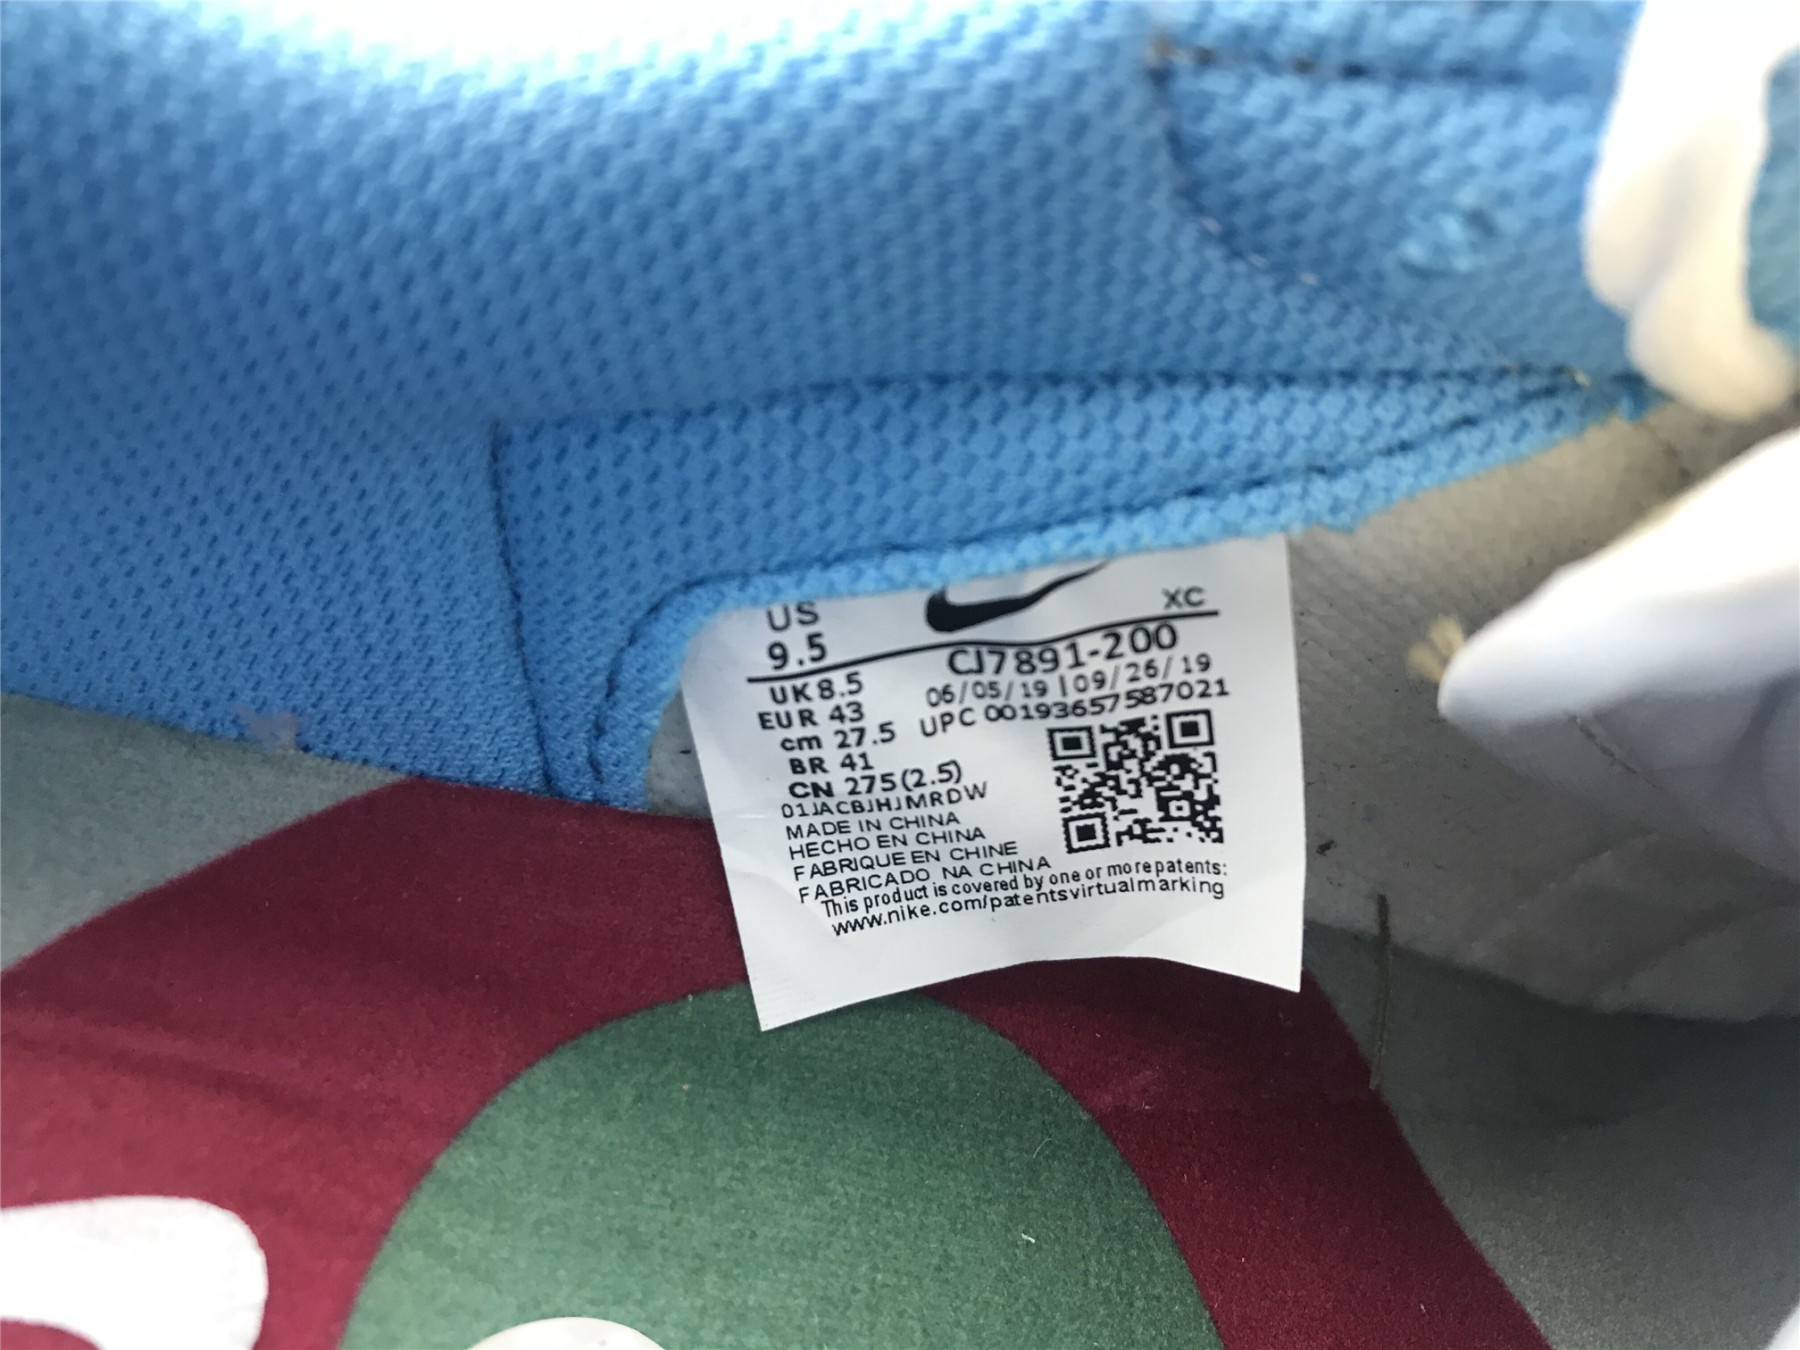 US
9.5
XC
CJ7891-200
UK 8.5
06/05/19 | 09/26/19
EUR 43
UPC 00193657587021
cm 27.5
BR 41
CN 275(2.5)
01JACBJHJMRDW
MADE IN CHINA
HECHO EN CHINA
FABRIQUE EN CHINE
FABRICADO NA CHINA
This product is covered by one or more patents:
www.nike.com/patentsvirtualmarking